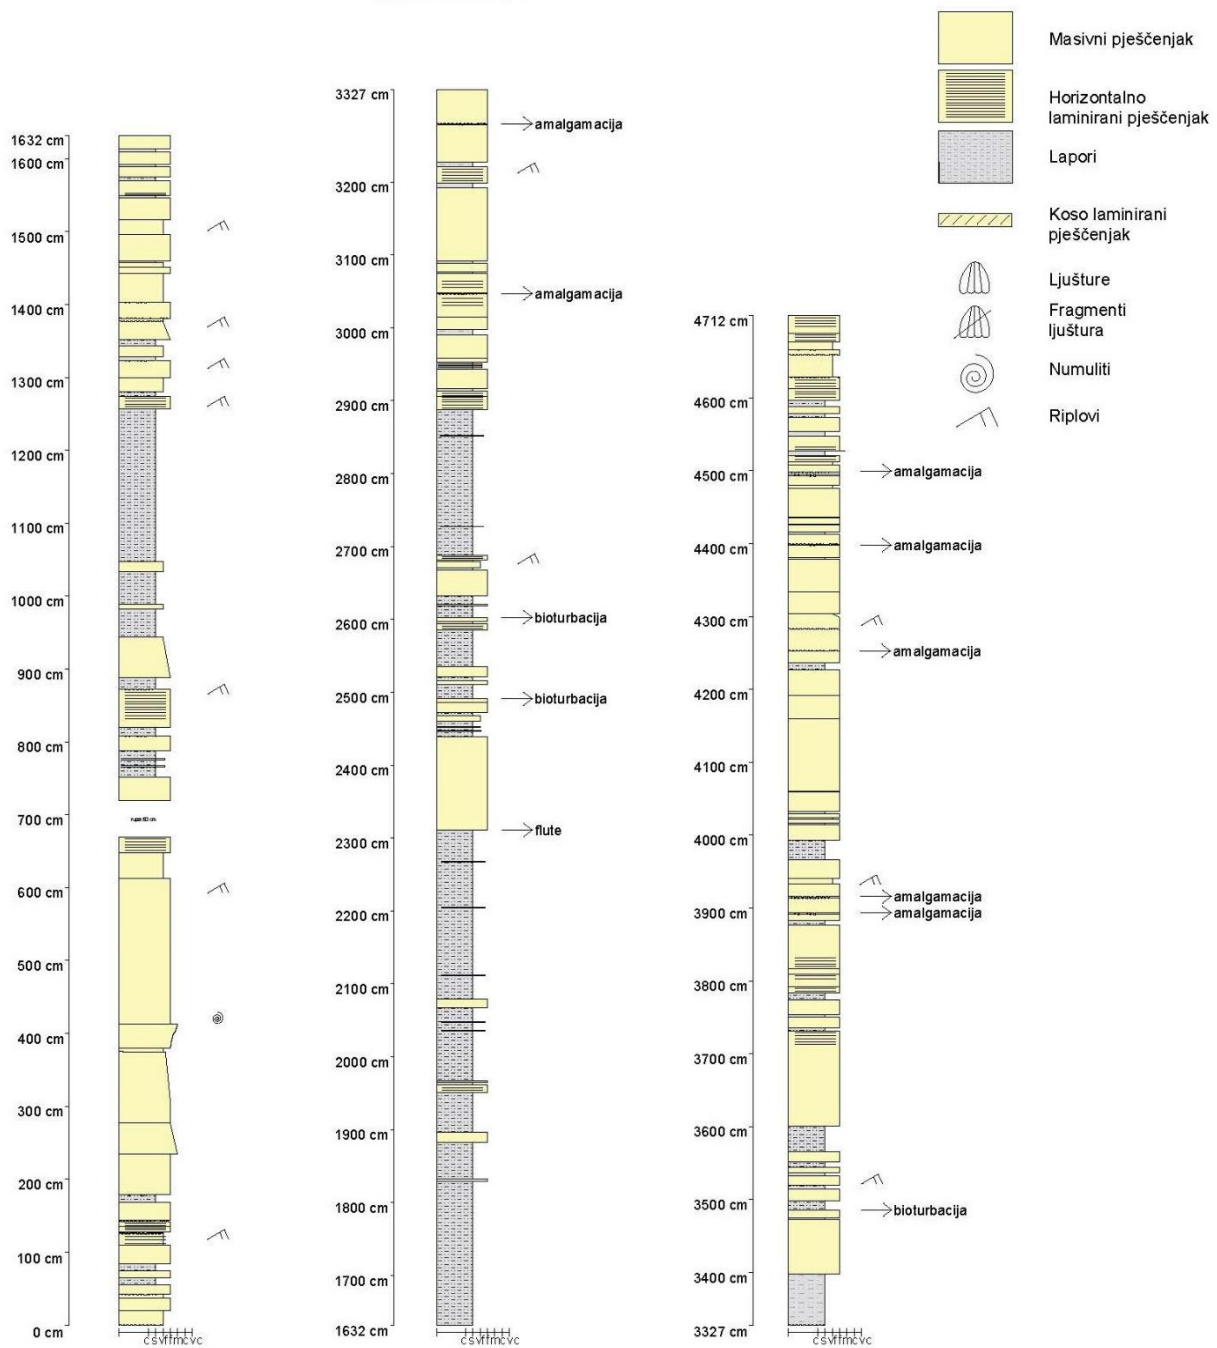 1632 cm
1600 cm
1500 cm
1400 cm
1300 cm
1200 cm
1100 cm
1000 cm
900 cm
800 cm
700 cm
600 cm
500 cm
400 cm
300 cm
200 cm
100 cm
0 cm
c s vf f m c vc
3327 cm
3200 cm
3100 cm
3000 cm
2900 cm
2800 cm
2700 cm
2600 cm
2500 cm
2400 cm
2300 cm
2200 cm
2100 cm
2000 cm
1900 cm
1800 cm
1700 cm
1632 cm
amalgamacija
amalgamacija
bioturbacija
bioturbacija
flute
c s vf f m c vc
4712 cm
4600 cm
4500 cm
4400 cm
4300 cm
4200 cm
4100 cm
4000 cm
3900 cm
3800 cm
3700 cm
3600 cm
3500 cm
3400 cm
3327 cm
amalgamacija
amalgamacija
amalgamacija
amalgamacija
amalgamacija
bioturbacija
c s vf f m c vc
Masivni pješčenjak
Horizontalno
laminirani pješčenjak
Lapori
Koso laminirani
pješčenjak
Ljušture
Fragmenti
ljuštura
Numuliti
Riplovi